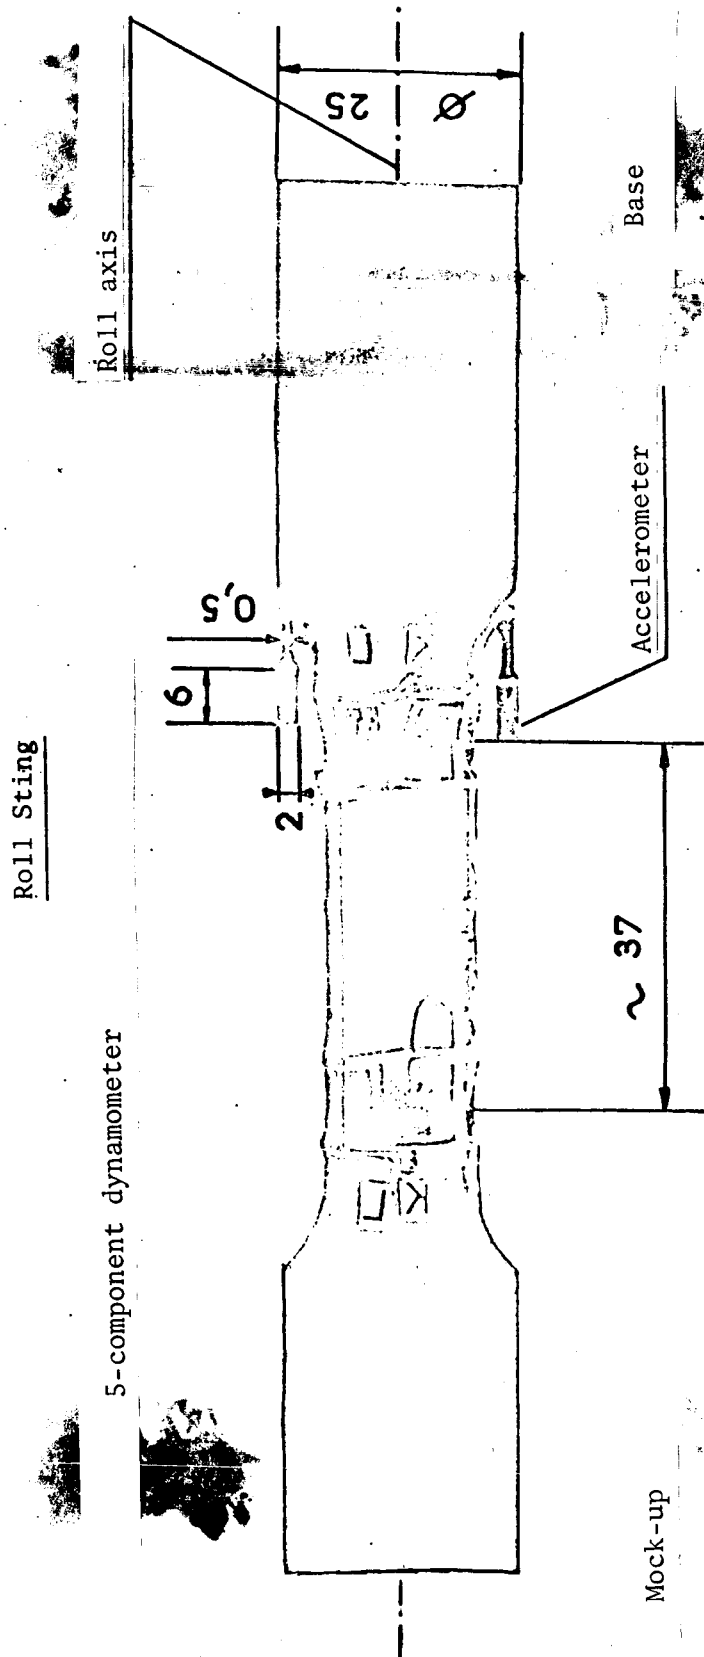 Roll Sting
5-component dynamometer
Roll axis
2
6
0,5
Ø 25
~ 37
Accelerometer
Mock-up
Base